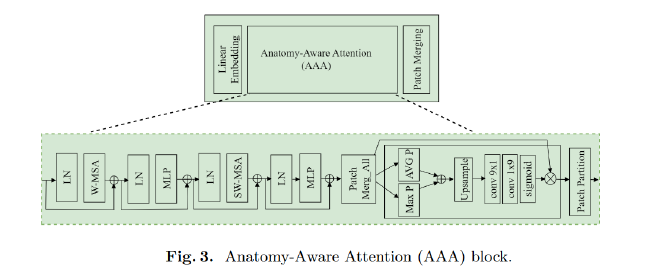 Linear
Embedding
Anatomy-Aware Attention
(AAA)
Patch Merging
LN
W-MSA
LN
MLP
LN
SW-MSA
LN
MLP
Patch
Merg_All
AVG P
Max P
Upsample
conv 9x1
conv 1x9
sigmoid
Patch Partition
Fig. 3. Anatomy-Aware Attention (AAA) block.